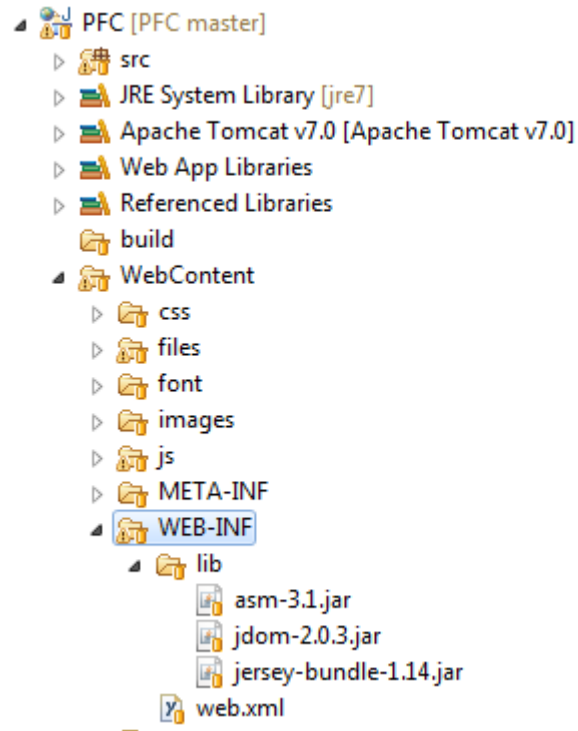 PFC [PFC master]
src
JRE System Library [jre7]
Apache Tomcat v7.0 [Apache Tomcat v7.0]
Web App Libraries
Referenced Libraries
build
WebContent
css
files
font
images
js
META-INF
WEB-INF
lib
asm-3.1.jar
jdom-2.0.3.jar
jersey-bundle-1.14.jar
web.xml